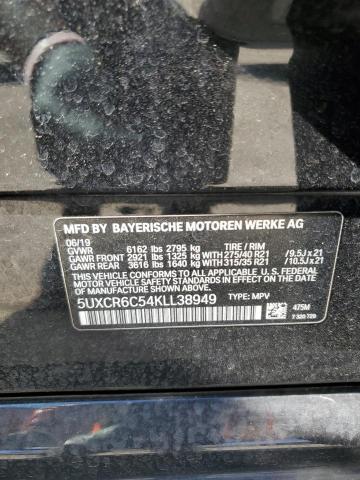 MFD BY BAYERISCHE MOTOREN WERKE AG
06/19
GVWR 6162 lbs 2795 kg TIRE / RIM
GAWR FRONT 2921 lbs 1325 kg WITH 275/40 R21 /9.5J x 21
GAWR REAR 3616 lbs 1640 kg WITH 315/35 R21 /10.5J x 21
THIS VEHICLE CONFORMS TO ALL APPLICABLE U.S. FEDERAL
MOTOR VEHICLE SAFETY STANDARDS IN EFFECT ON THE DATE OF MANUFACTURE SHOWN ABOVE.
5UXCR6C54KLL38949 TYPE: MPV
475M
7 320 720